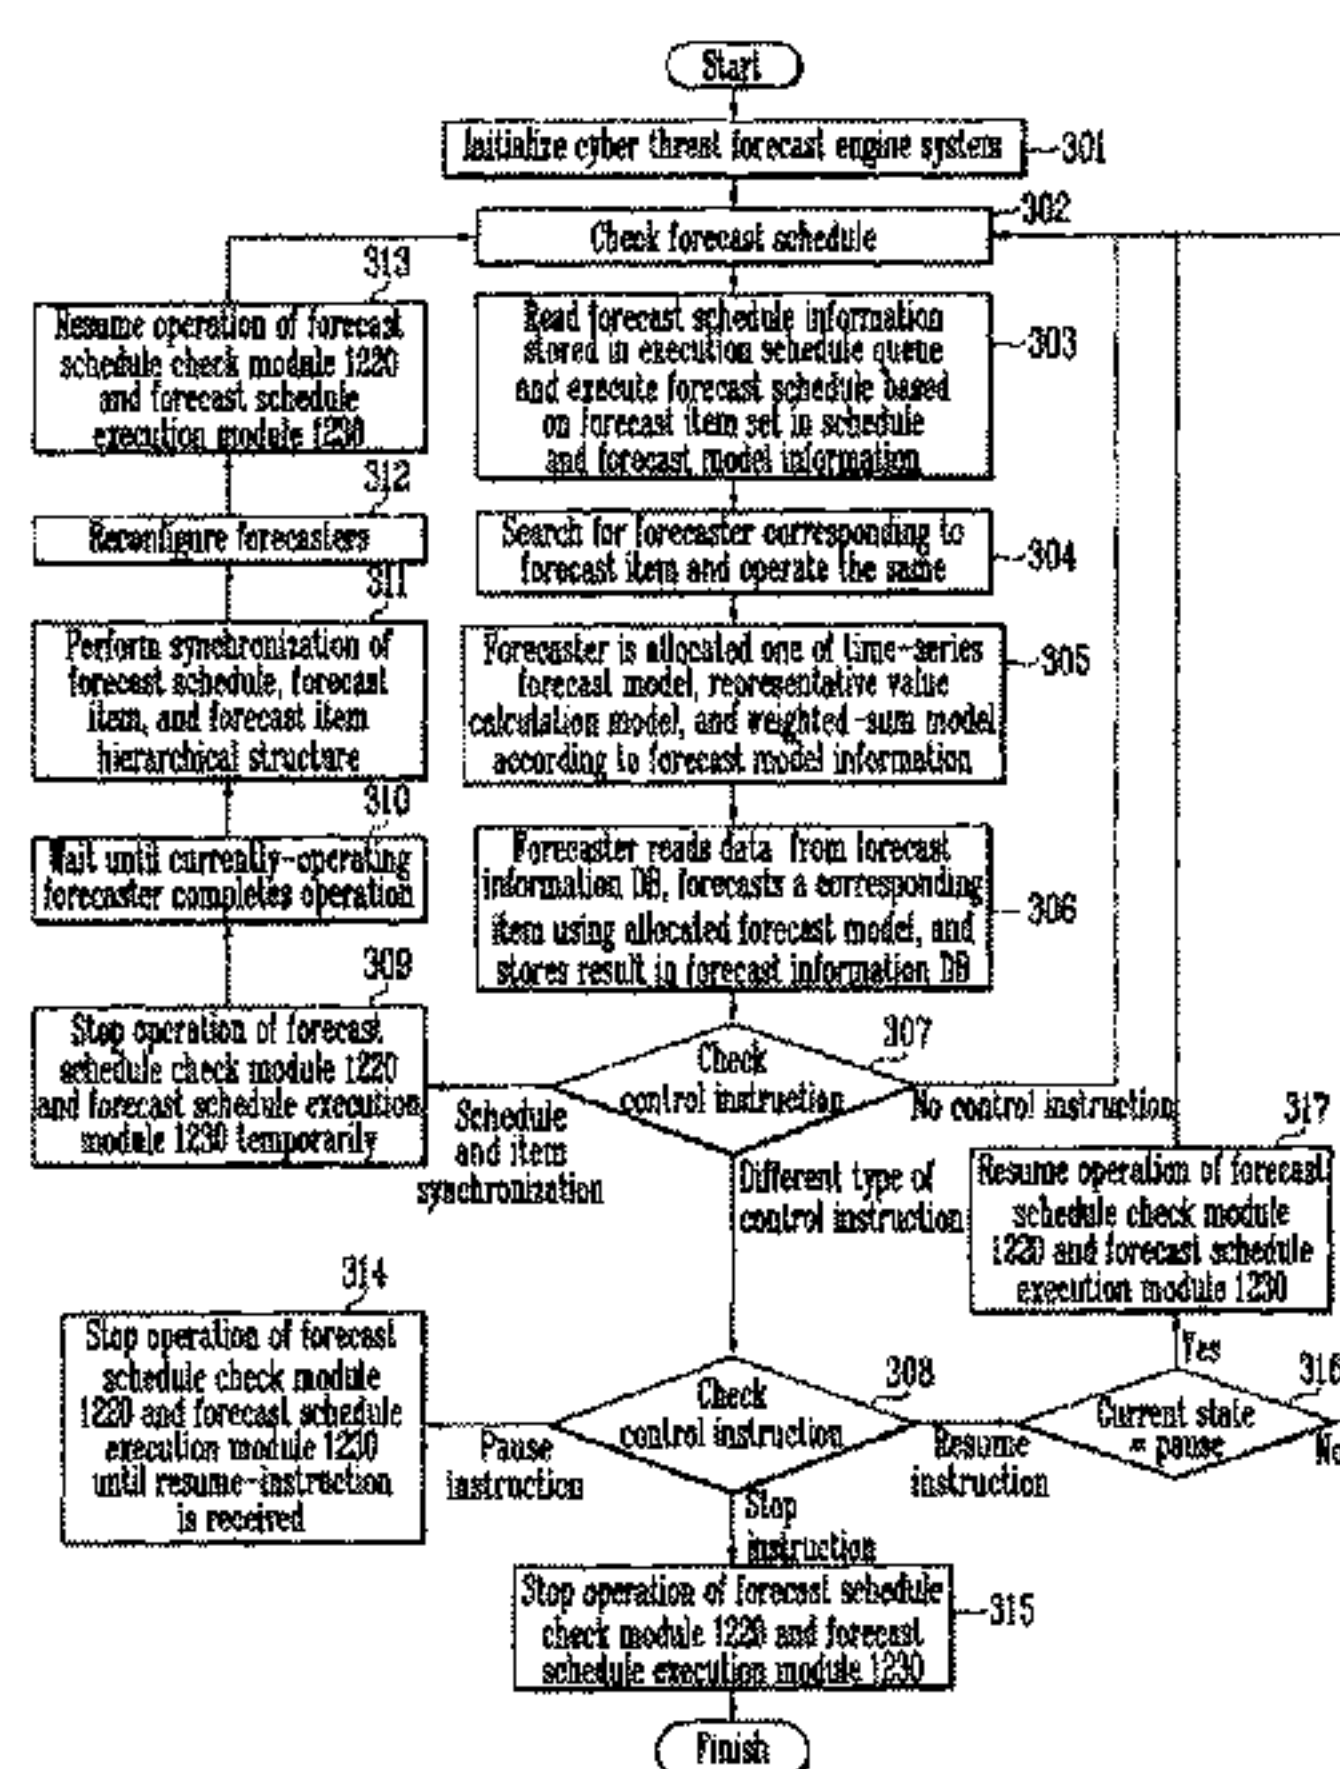 Start
Initialize cyber threat forecast engine system
301
302
Check forecast schedule
313
Resume operation of forecast
schedule check module 1220
and forecast schedule
execution module 1230
Read forecast schedule information
stored in execution schedule queue
and execute forecast schedule based
on forecast item set in schedule
and forecast model information
303
312
Reconfigure forecasters
Search for forecaster corresponding to
forecast item and operate the same
304
311
Perform synchronization of
forecast schedule, forecast
item, and forecast item
hierarchical structure
Forecaster is allocated one of time-series
forecast model, representative value
calculation model, and weighted-sum model
according to forecast model information
305
310
Wait until currently-operating
forecaster completes operation
Forecaster reads data from forecast
information DB, forecasts a corresponding
item using allocated forecast model, and
stores result in forecast information DB
306
309
Stop operation of forecast
schedule check module 1220
and forecast schedule execution
module 1230 temporarily
307
Check
control instruction
Schedule
and item
synchronization
No control instruction
Different type of
control instruction
317
Resume operation of forecast
schedule check module
1220 and forecast schedule
execution module 1230
314
Stop operation of forecast
schedule check module
1220 and forecast schedule
execution module 1230
until resume-instruction
is received
308
Check
control instruction
Pause
instruction
Resume
instruction
Yes
316
Current state
= pause
No
Stop
instruction
Stop operation of forecast schedule
check module 1220 and forecast
schedule execution module 1230
315
Finish